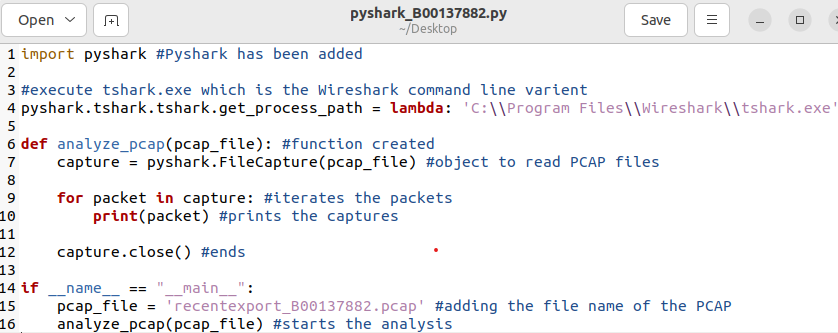 Open
pyshark_B00137882.py
~/Desktop
Save
1 import pyshark #Pyshark has been added
2
3 #execute tshark.exe which is the Wireshark command line varient
4 pyshark.tshark.tshark.get_process_path = lambda: 'C:\\Program Files\\Wireshark\\tshark.exe'
5
6 def analyze_pcap(pcap_file): #function created
7     capture = pyshark.FileCapture(pcap_file) #object to read PCAP files
8
9     for packet in capture: #iterates the packets
10         print(packet) #prints the captures
11
12     capture.close() #ends
13
14 if __name__ == "__main__":
15     pcap_file = 'recentexport_B00137882.pcap' #adding the file name of the PCAP
16     analyze_pcap(pcap_file) #starts the analysis